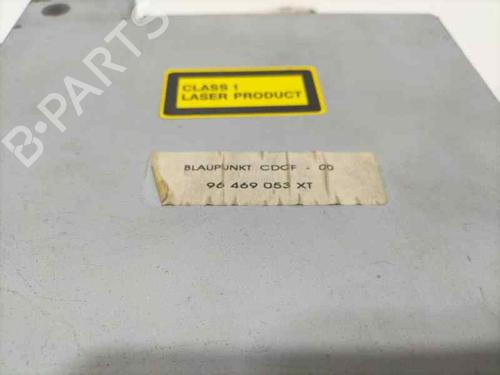 B-PARTS
CLASS 1
LASER PRODUCT
BLAUPUNKT CDCF - 00
96 469 053 XT